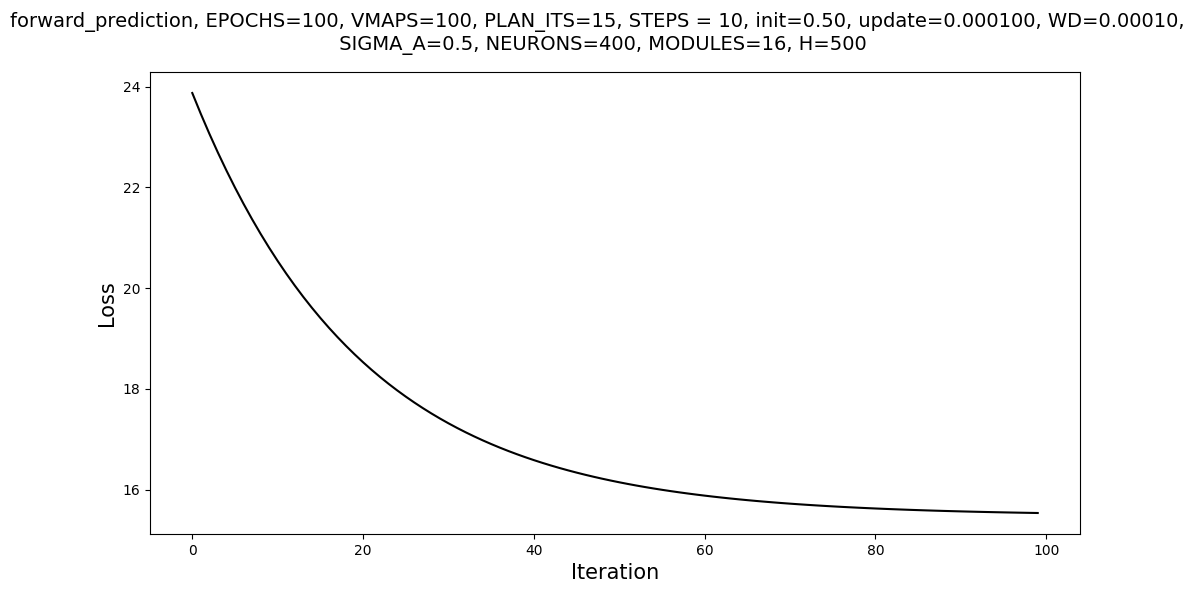 forward_prediction, EPOCHS=100, VMAPS=100, PLAN_ITS=15, STEPS = 10, init=0.50, update=0.000100, WD=0.00010,
SIGMA_A=0.5, NEURONS=400, MODULES=16, H=500
24
22
20
18
16
Loss
0 20 40 60 80 100
Iteration